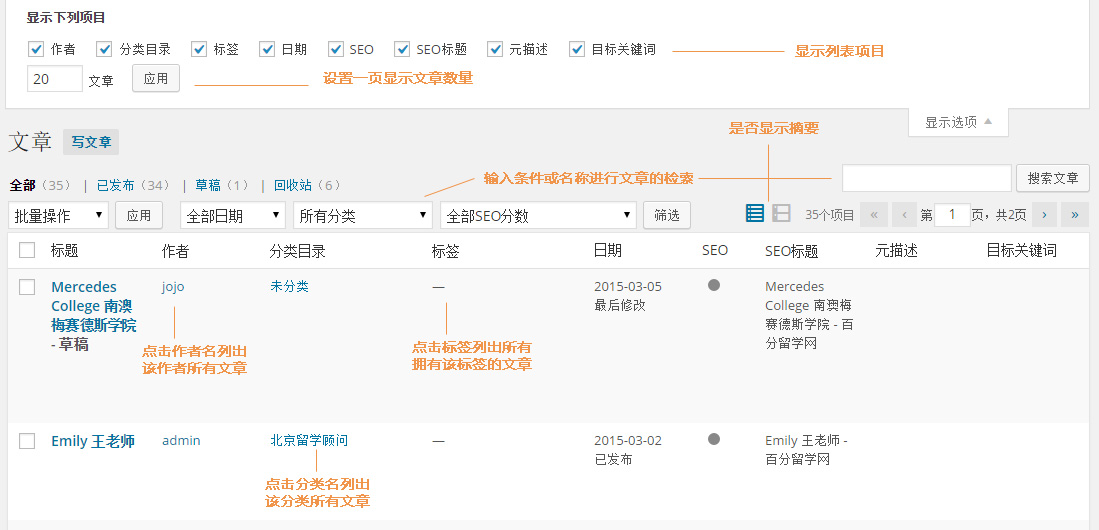 显示下列项目
作者 分类目录 标签 日期 SEO SEO标题 元描述 目标关键词 显示列表项目
20 文章 应用 设置一页显示文章数量
显示选项
文章 写文章 是否显示摘要
全部（35） | 已发布（34） | 草稿（1） | 回收站（6） 输入条件或名称进行文章的检索 搜索文章
批量操作 应用 全部日期 所有分类 全部SEO分数 筛选 35个项目 « ‹ 第 1 页，共2页 › »
标题 作者 分类目录 标签 日期 SEO SEO标题 元描述 目标关键词
Mercedes jojo 未分类 — 2015-03-05 Mercedes
College 南澳 最后修改 College 南澳梅
梅赛德斯学院 赛德斯学院 - 百
- 草稿 分留学网
点击作者名列出 点击标签列出所有
该作者所有文章 拥有该标签的文章
Emily 王老师 admin 北京留学顾问 — 2015-03-02 Emily 王老师 -
已发布 百分留学网
点击分类名列出
该分类所有文章